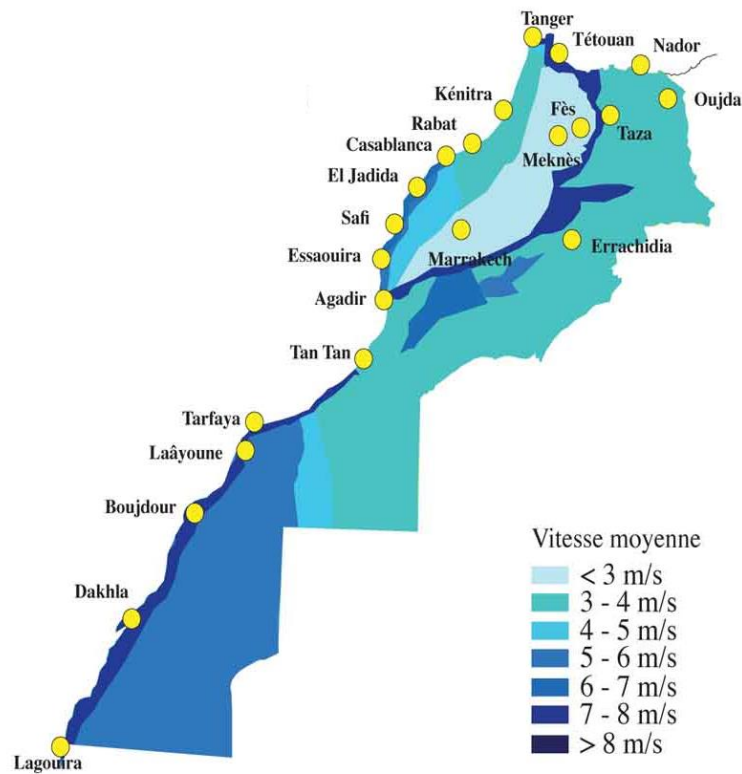 Tanger
Tétouan
Nador
Kénitra
Oujda
Fès
Rabat
Taza
Casablanca
Meknès
El Jadida
Safi
Errachidia
Essaouira
Marrakech
Agadir
Tan Tan
Tarfaya
Laâyoune
Boujdour
Vitesse moyenne
< 3 m/s
3 - 4 m/s
Dakhla
4 - 5 m/s
5 - 6 m/s
6 - 7 m/s
7 - 8 m/s
> 8 m/s
Lagouira